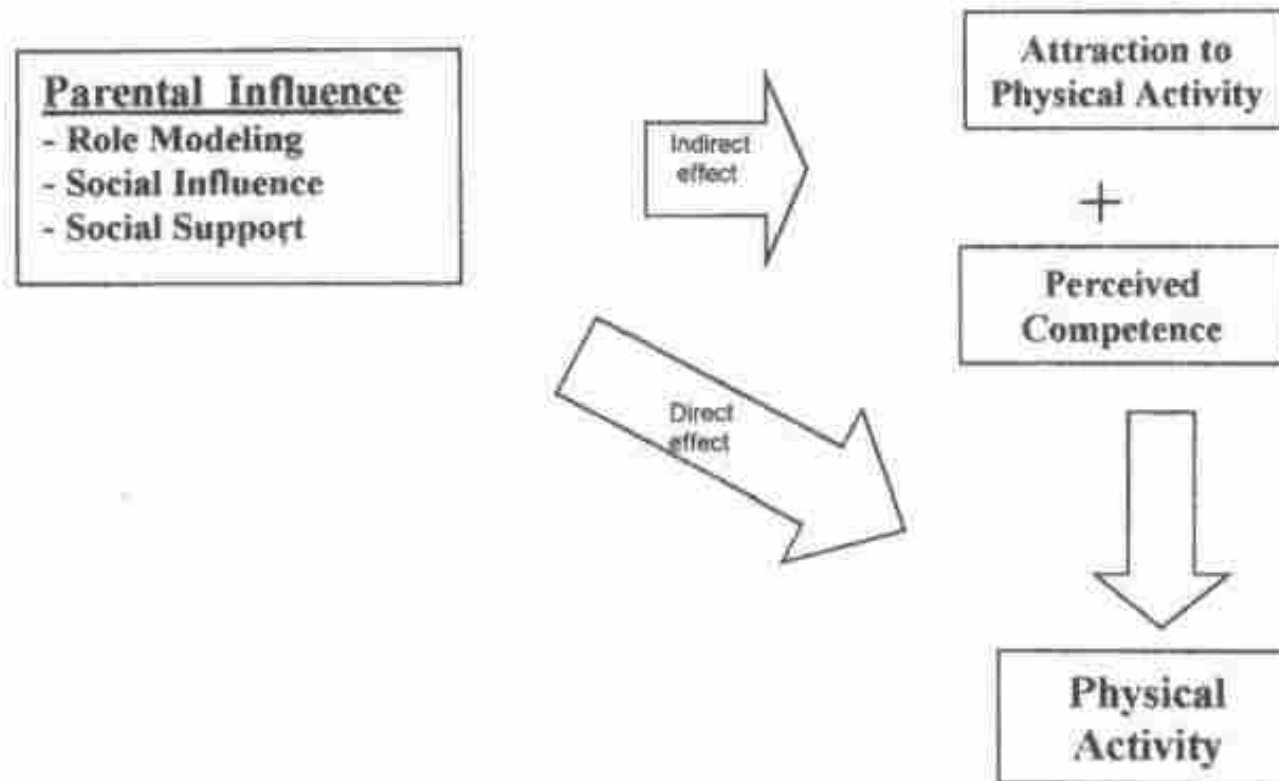 Parental Influence
- Role Modeling
- Social Influence
- Social Support
Indirect
effect
Attraction to
Physical Activity
+
Perceived
Competence
Direct
effect
Physical
Activity